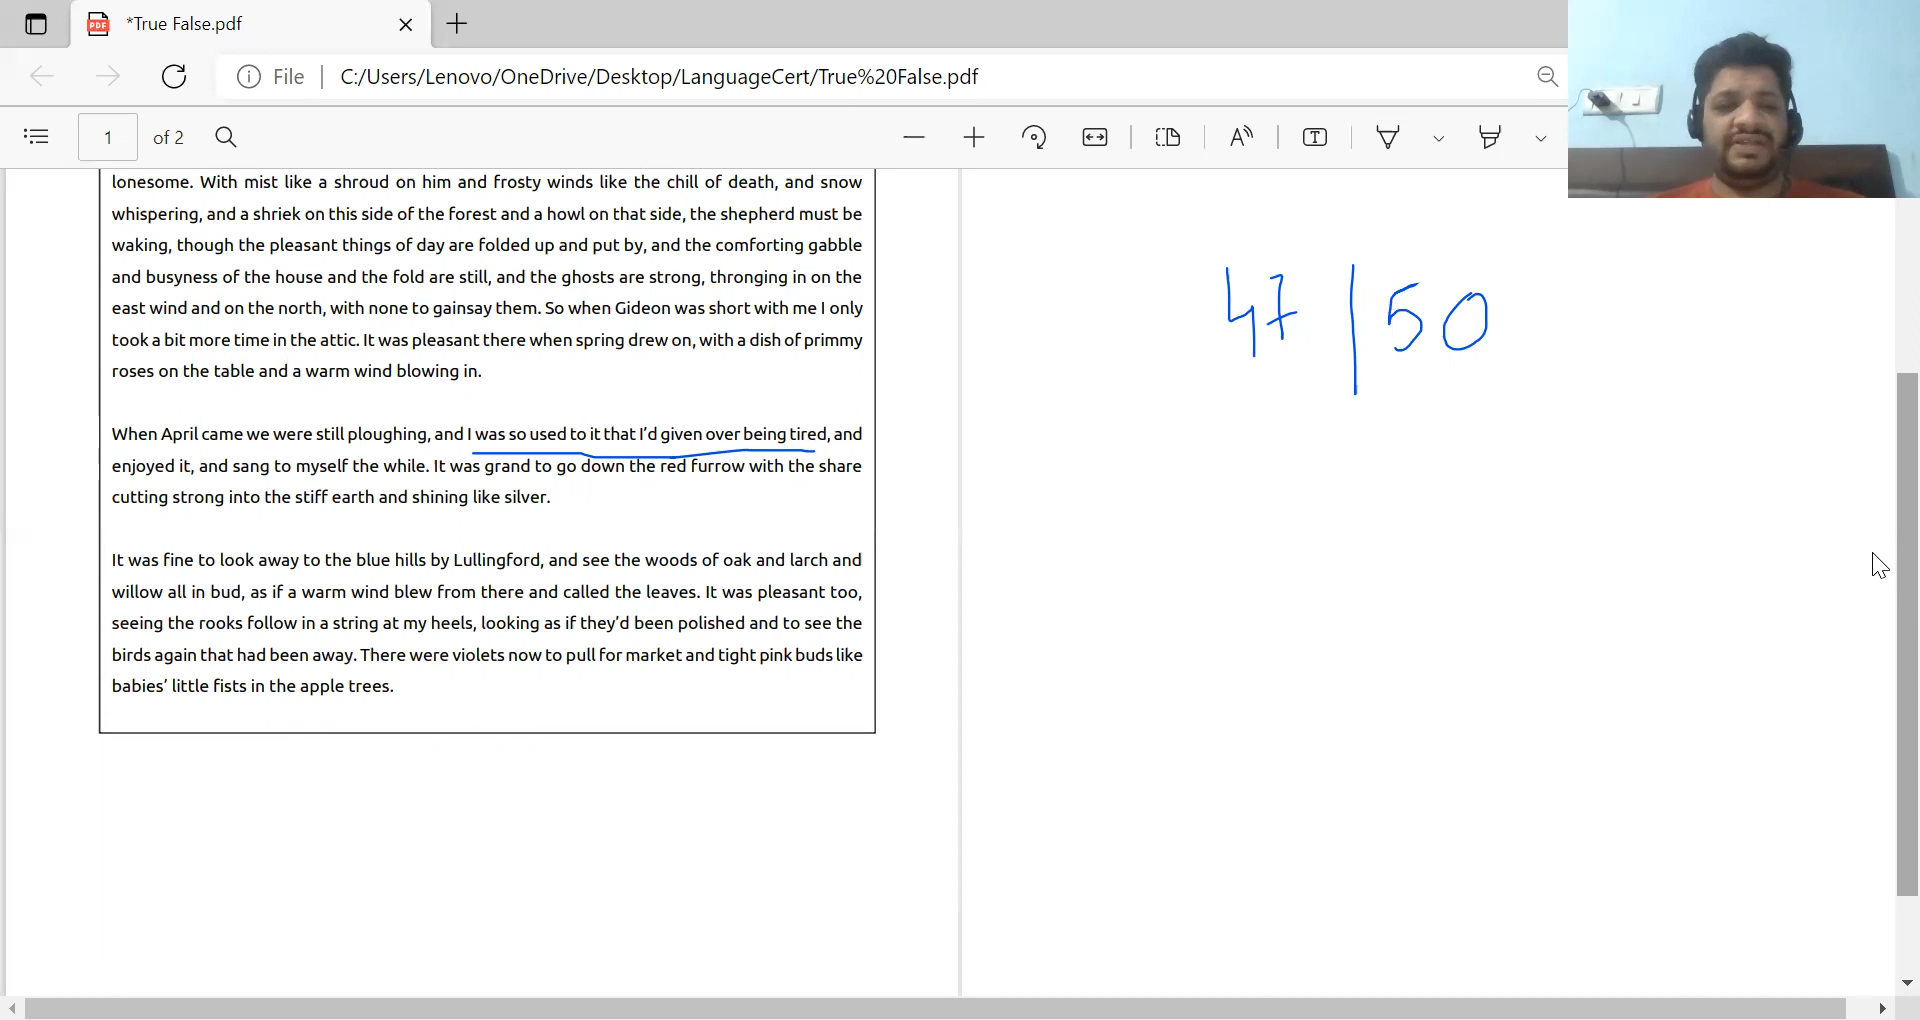 *True False.pdf
File | C:/Users/Lenovo/OneDrive/Desktop/LanguageCert/True%20False.pdf
1 of 2
lonesome. With mist like a shroud on him and frosty winds like the chill of death, and snow
whispering, and a shriek on this side of the forest and a howl on that side, the shepherd must be
waking, though the pleasant things of day are folded up and put by, and the comforting gabble
and busyness of the house and the fold are still, and the ghosts are strong, thronging in on the
east wind and on the north, with none to gainsay them. So when Gideon was short with me I only
took a bit more time in the attic. It was pleasant there when spring drew on, with a dish of primmy
roses on the table and a warm wind blowing in.
When April came we were still ploughing, and I was so used to it that I’d given over being tired, and
enjoyed it, and sang to myself the while. It was grand to go down the red furrow with the share
cutting strong into the stiff earth and shining like silver.
It was fine to look away to the blue hills by Lullingford, and see the woods of oak and larch and
willow all in bud, as if a warm wind blew from there and called the leaves. It was pleasant too,
seeing the rooks follow in a string at my heels, looking as if they’d been polished and to see the
birds again that had been away. There were violets now to pull for market and tight pink buds like
babies’ little fists in the apple trees.
47 | 50